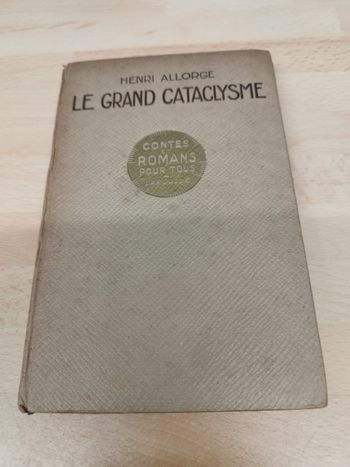 HENRI ALLORGE
LE GRAND CATACLYSME
CONTES
ROMANS
POUR TOUS